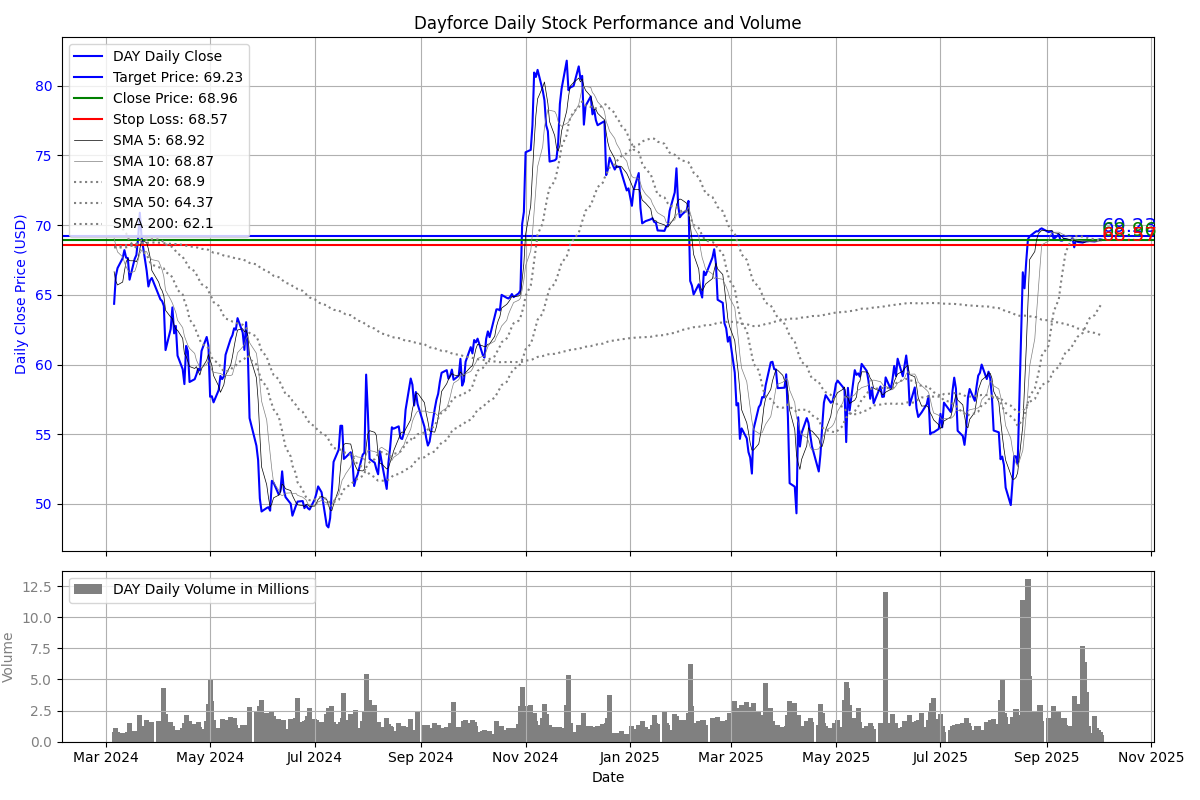 Dayforce Daily Stock Performance and Volume
DAY Daily Close
Target Price: 69.23
Close Price: 68.96
Stop Loss: 68.57
SMA 5: 68.92
SMA 10: 68.87
SMA 20: 68.9
SMA 50: 64.37
SMA 200: 62.1
Daily Close Price (USD)
80
75
70
65
60
55
50
69.23
68.96
68.57
DAY Daily Volume in Millions
Volume
12.5
10.0
7.5
5.0
2.5
0.0
Mar 2024 May 2024 Jul 2024 Sep 2024 Nov 2024 Jan 2025 Mar 2025 May 2025 Jul 2025 Sep 2025 Nov 2025
Date